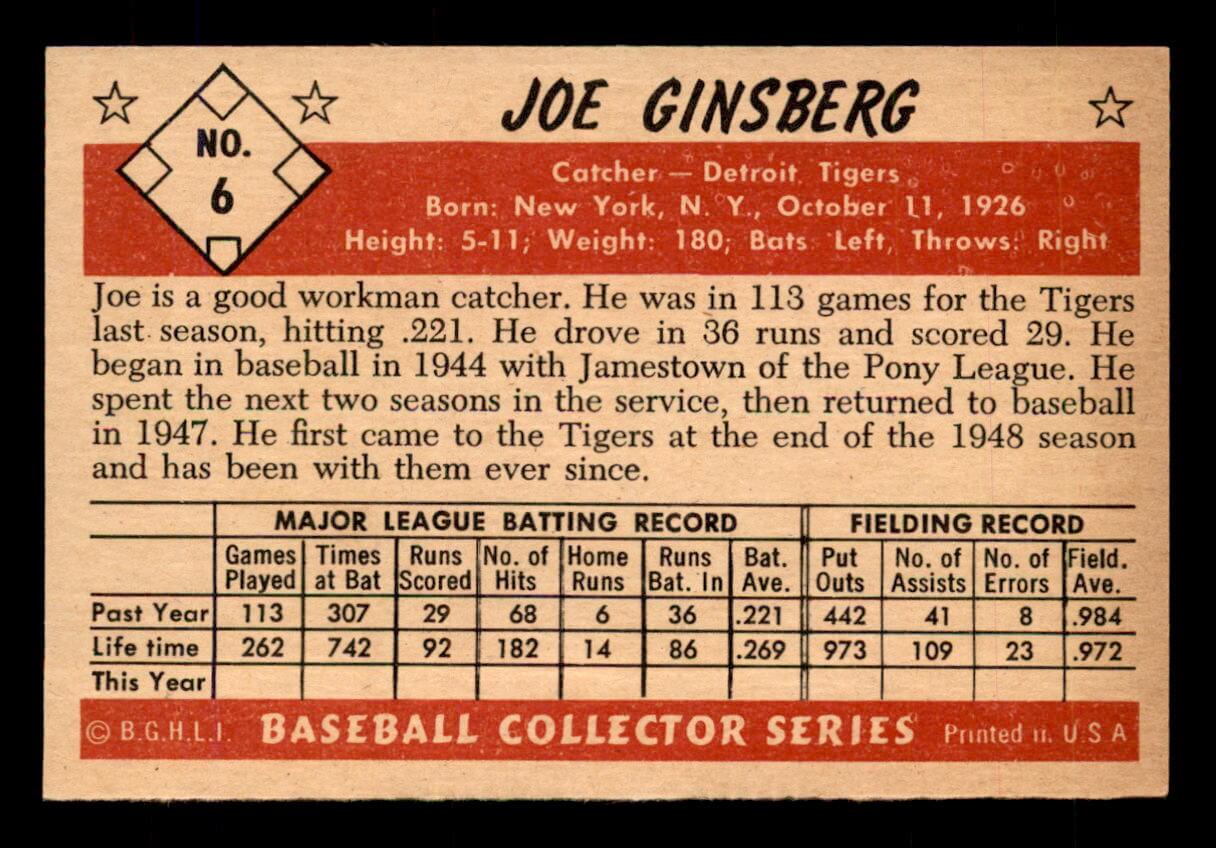 NO.
6
JOE GINSBERG
Catcher — Detroit Tigers
Born: New York, N. Y., October 11, 1926
Height: 5-11; Weight: 180; Bats: Left, Throws: Right
Joe is a good workman catcher. He was in 113 games for the Tigers
last season, hitting .221. He drove in 36 runs and scored 29. He
began in baseball in 1944 with Jamestown of the Pony League. He
spent the next two seasons in the service, then returned to baseball
in 1947. He first came to the Tigers at the end of the 1948 season
and has been with them ever since.
MAJOR LEAGUE BATTING RECORD FIELDING RECORD
Games Times Runs No. of Home Runs Bat. Put No. of No. of Field.
Played at Bat Scored Hits Runs Bat. In Ave. Outs Assists Errors Ave.
Past Year 113 307 29 68 6 36 .221 442 41 8 .984
Life time 262 742 92 182 14 86 .269 973 109 23 .972
This Year
© B.G.H.L.I. BASEBALL COLLECTOR SERIES Printed in U S A